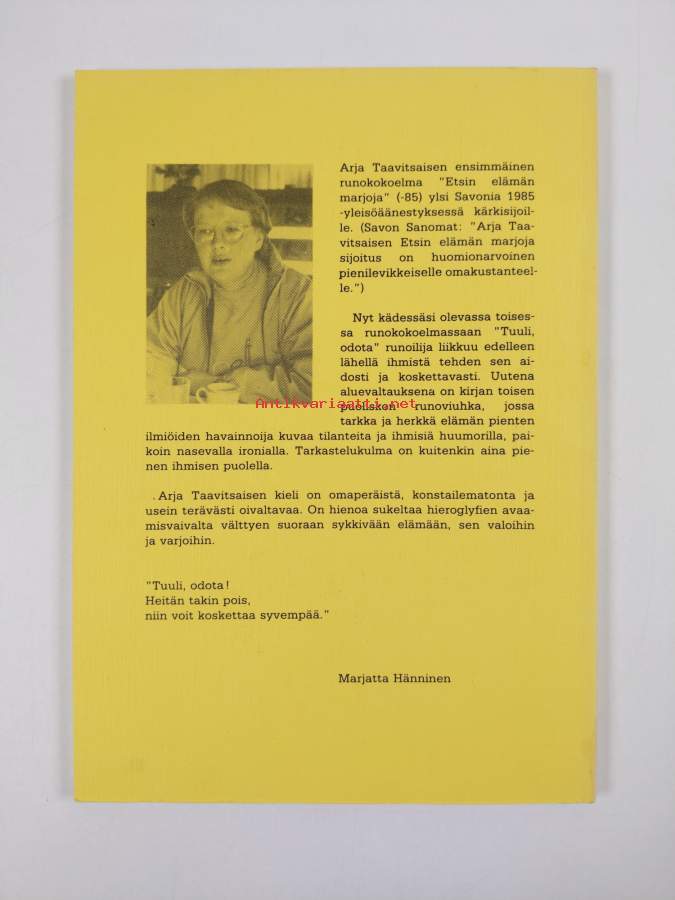 Arja Taavitsaisen ensimmäinen
runokokoelma "Etsin elämän
marjoja" (-85) ylsi Savonia 1985
-yleisöäänestyksessä kärkisijoil-
le. (Savon Sanomat: "Arja Taa-
vitsaisen Etsin elämän marjoja
sijoitus on huomionarvoinen
pienilevikkeiselle omakustanteel-
le.")
Nyt kädessäsi olevassa toises-
sa runokokoelmassaan "Tuuli,
odota" runoilija liikkuu edelleen
lähellä ihmistä tehden sen ai-
dosti ja koskettavasti. Uutena
aluevaltauksena on kirjan toisen
Antikvariaatti.net
puoliskon runoviuhka, jossa
tarkka ja herkkä elämän pienten
ilmiöiden havainnoija kuvaa tilanteita ja ihmisiä huumorilla, pai-
koin nasevalla ironialla. Tarkastelukulma on kuitenkin aina pie-
nen ihmisen puolella.
. Arja Taavitsaisen kieli on omaperäistä, konstailematonta ja
usein terävästi oivaltavaa. On hienoa sukeltaa hieroglyfien avaa-
misvaivalta välttyen suoraan sykkivään elämään, sen valoihin
ja varjoihin.
"Tuuli, odota!
Heitän takin pois,
niin voit koskettaa syvempää."
Marjatta Hänninen